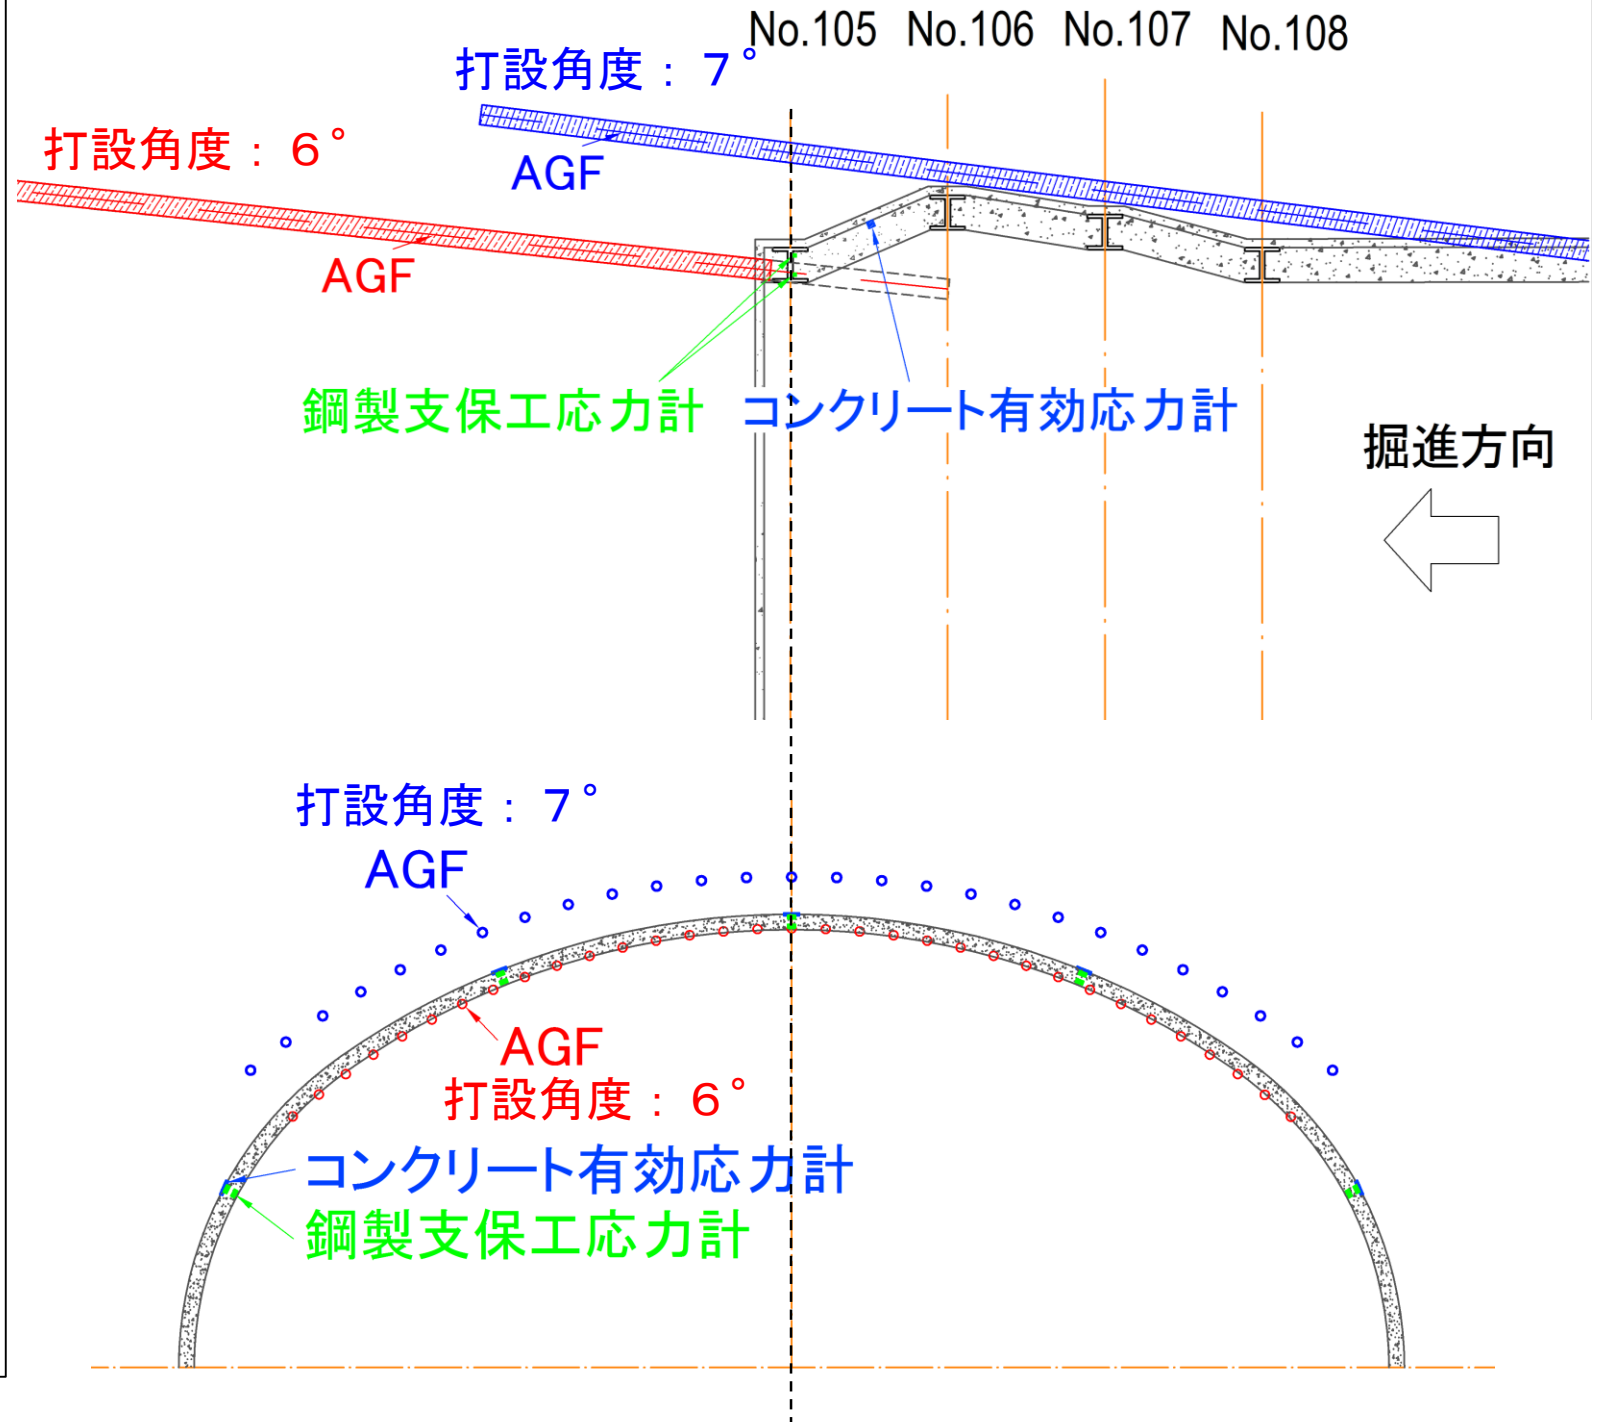 No.105 No.106 No.107 No.108
打設角度：７°
打設角度：６°
AGF
AGF
鋼製支保工応力計 コンクリート有効応力計
掘進方向
打設角度：７°
AGF
AGF
打設角度：６°
コンクリート有効応力計
鋼製支保工応力計